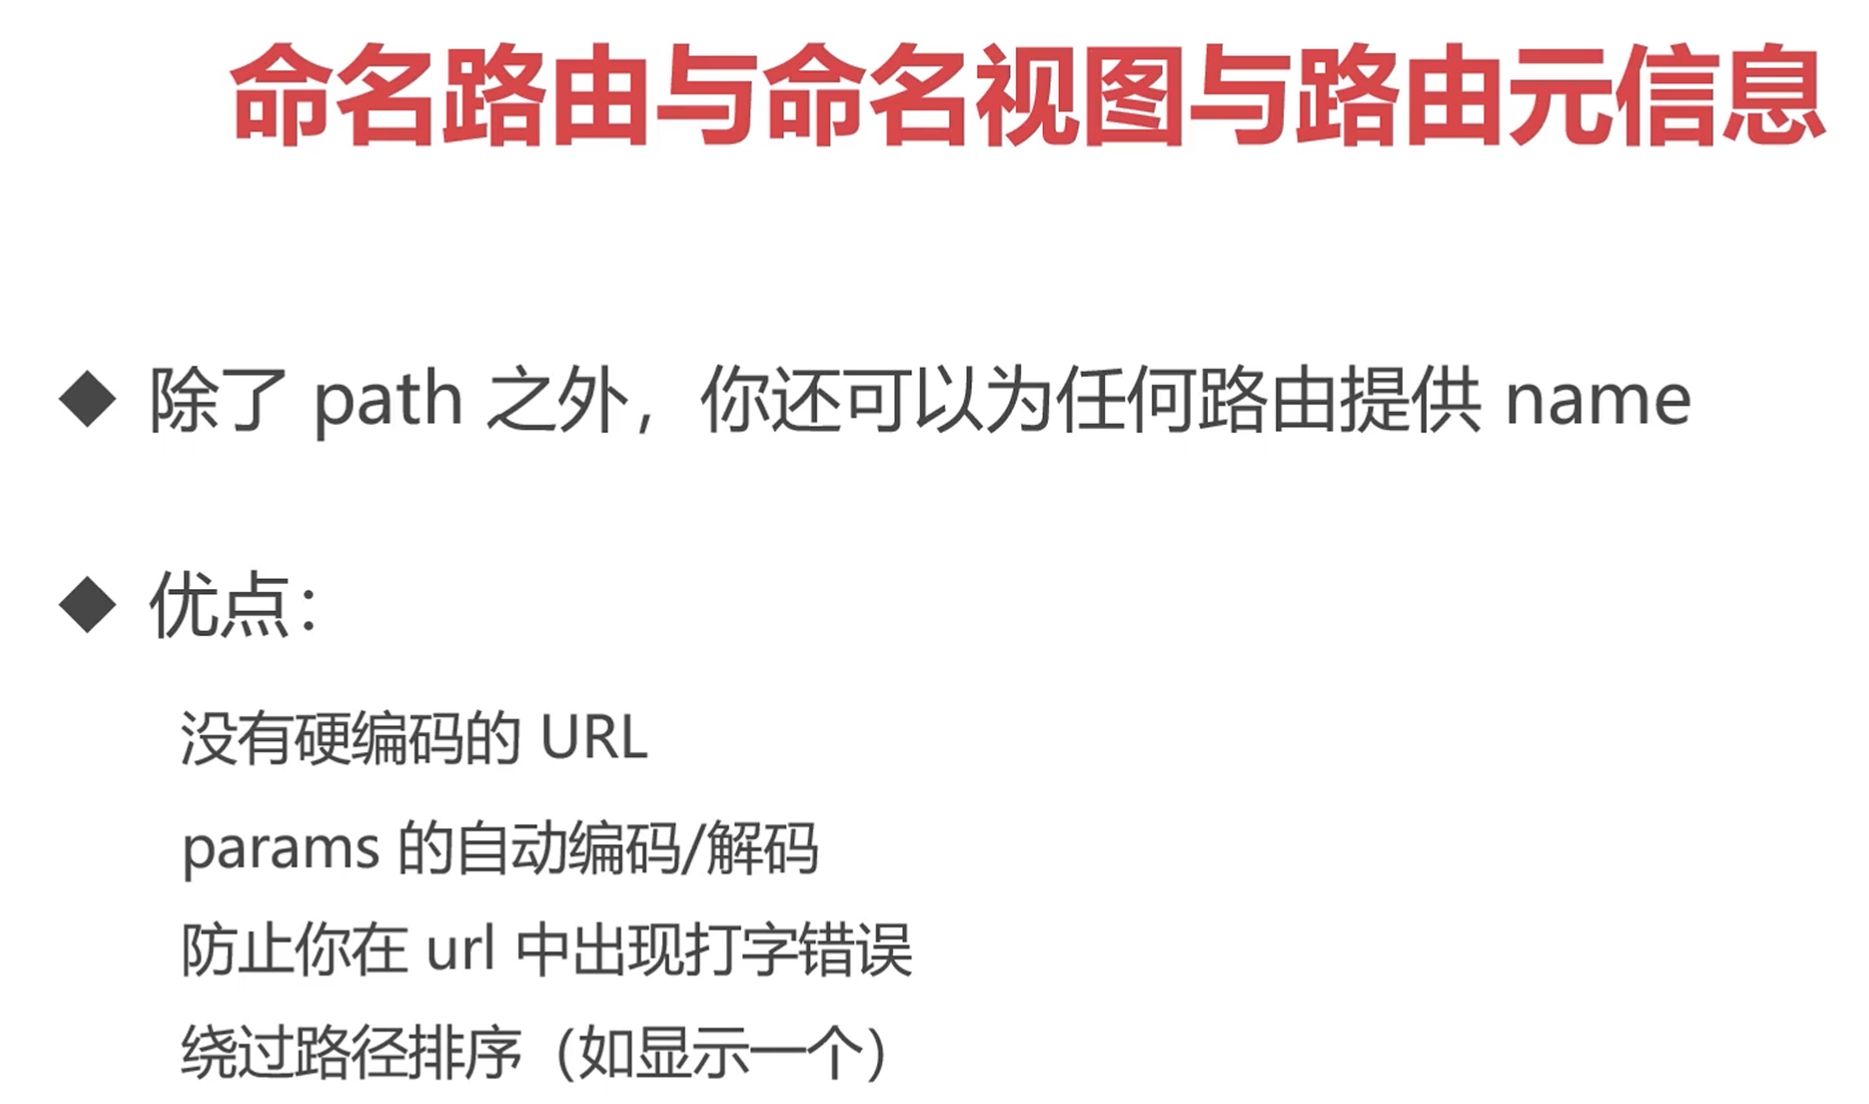 命名路由与命名视图与路由元信息
◆ 除了 path 之外，你还可以为任何路由提供 name
◆ 优点：
没有硬编码的 URL
params 的自动编码/解码
防止你在 url 中出现打字错误
绕过路径排序（如显示一个）